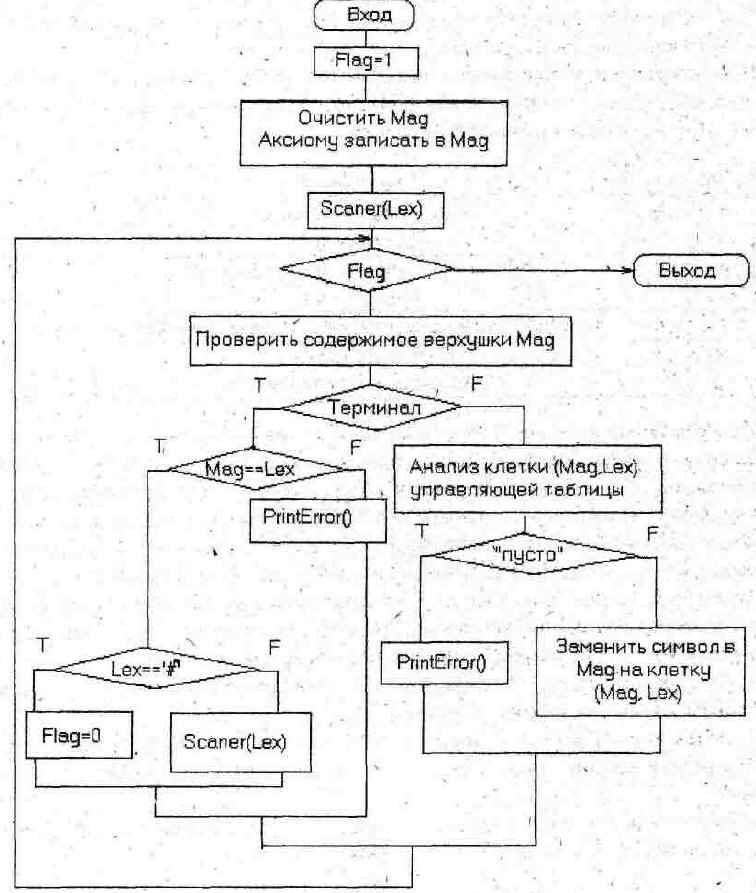 Вход
Flag=1
Очистить Mag
Аксиому записать в Mag
Scaner(Lex)
Flag
Выход
Проверить содержимое верхушки Mag
T
F
Терминал
T
F
Mag==Lex
Анализ клетки (Mag,Lex)
управляющей таблицы
PrintError()
T
F
"пусто"
T
F
Lex=='#'
PrintError()
Заменить символ в
Mag на клетку
(Mag, Lex)
Flag=0
Scaner(Lex)